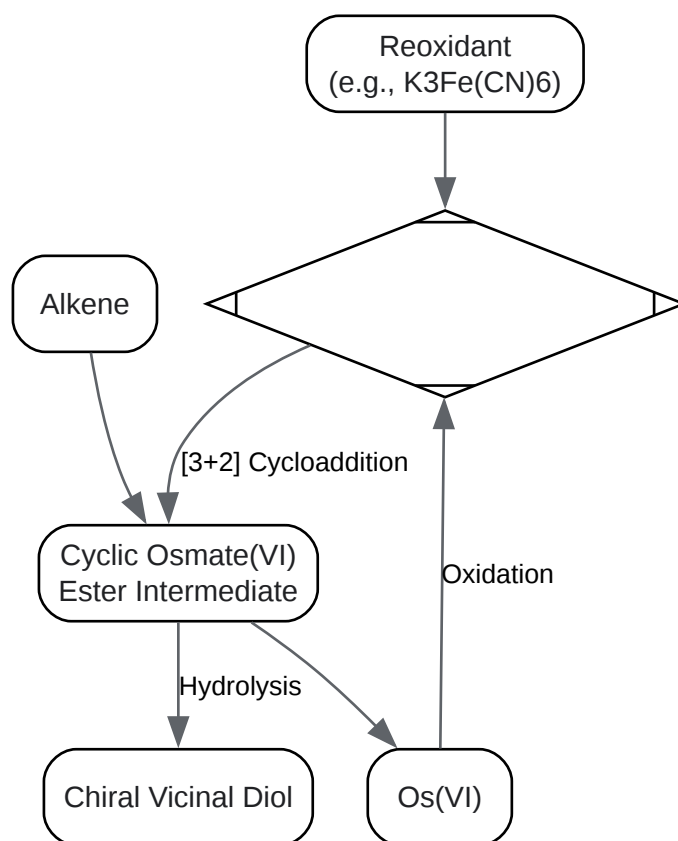 Reoxidant
(e.g., K3Fe(CN)6)
Alkene
[3+2] Cycloaddition
Cyclic Osmate(VI)
Ester Intermediate
Oxidation
Hydrolysis
Chiral Vicinal Diol
Os(VI)